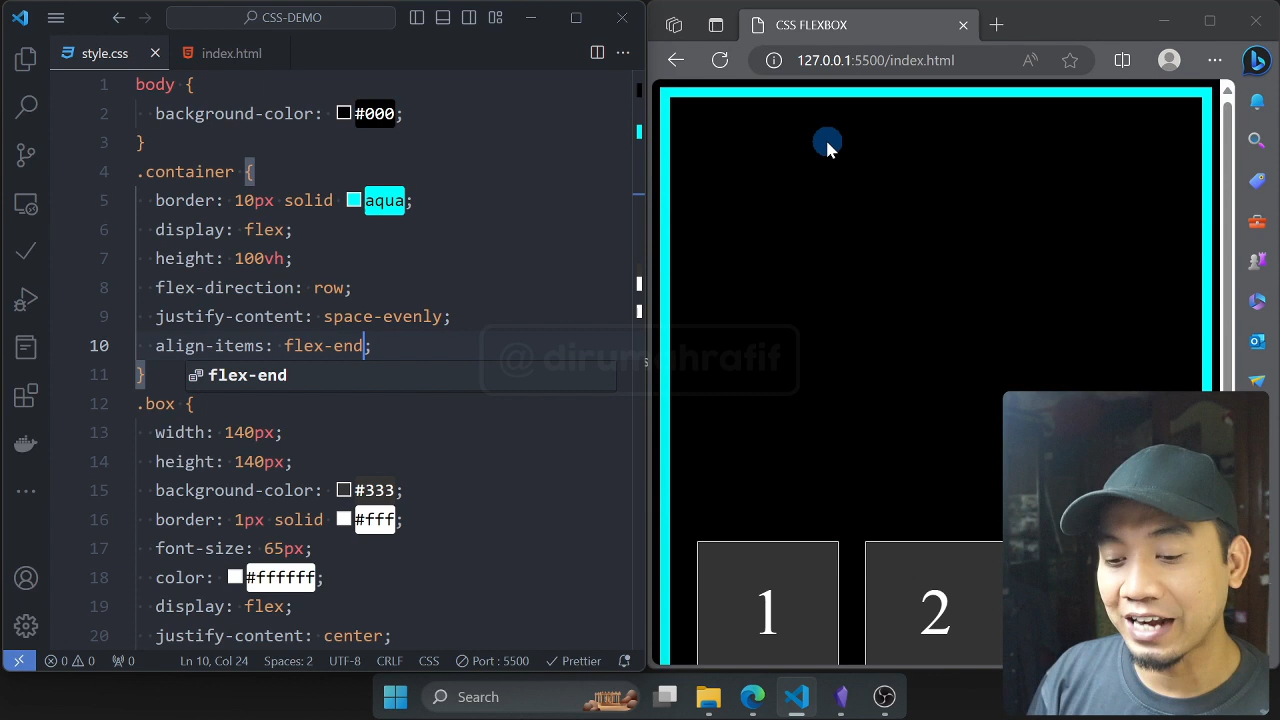 CSS-DEMO
style.css
index.html
1 body {
2 background-color: #000;
3 }
4 .container {
5 border: 10px solid aqua;
6 display: flex;
7 height: 100vh;
8 flex-direction: row;
9 justify-content: space-evenly;
10 align-items: flex-end;
11 }
flex-end
12 .box {
13 width: 140px;
14 height: 140px;
15 background-color: #333;
16 border: 1px solid #fff;
17 font-size: 65px;
18 color: #ffffff;
19 display: flex;
20 justify-content: center;
0 0 0 Ln 10, Col 24 Spaces: 2 UTF-8 CRLF CSS Port : 5500 Prettier
CSS FLEXBOX
127.0.0.1:5500/index.html
1 2
@dirumahrafif
Search